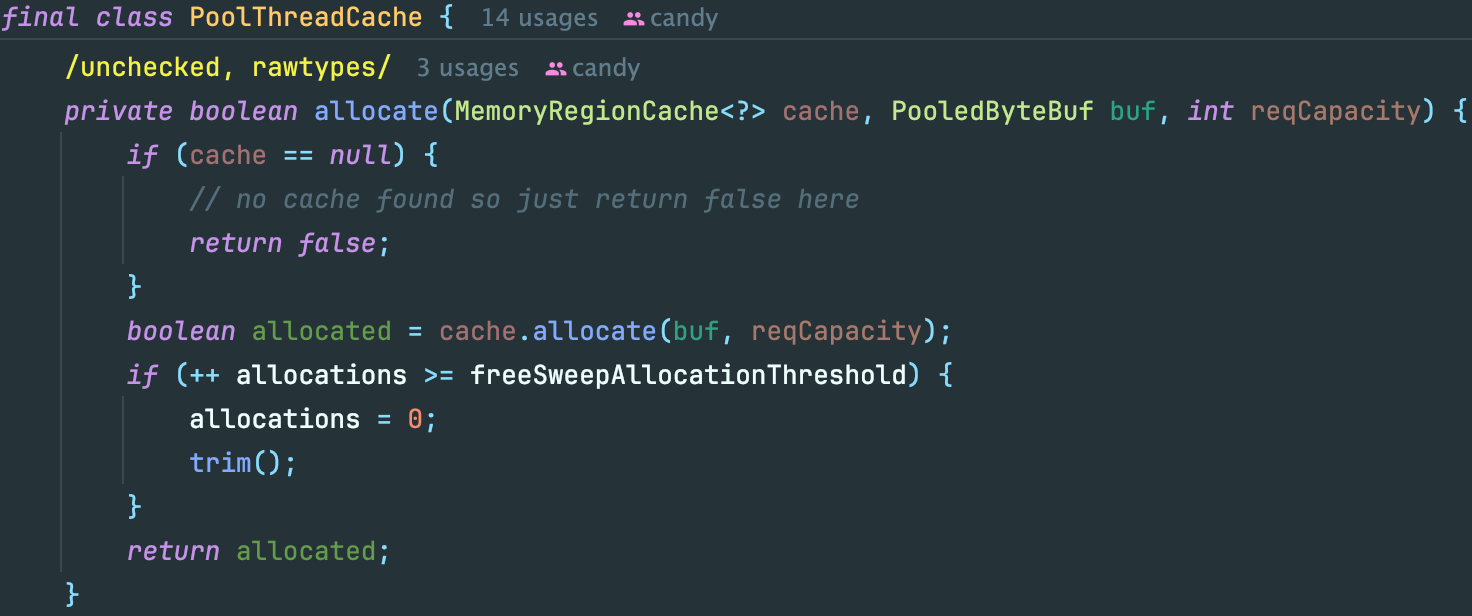 final class PoolThreadCache { 14 usages candy
/unchecked, rawtypes/ 3 usages candy
private boolean allocate(MemoryRegionCache<?> cache, PooledByteBuf buf, int reqCapacity) {
if (cache == null) {
// no cache found so just return false here
return false;
}
boolean allocated = cache.allocate(buf, reqCapacity);
if (++ allocations >= freeSweepAllocationThreshold) {
allocations = 0;
trim();
}
return allocated;
}